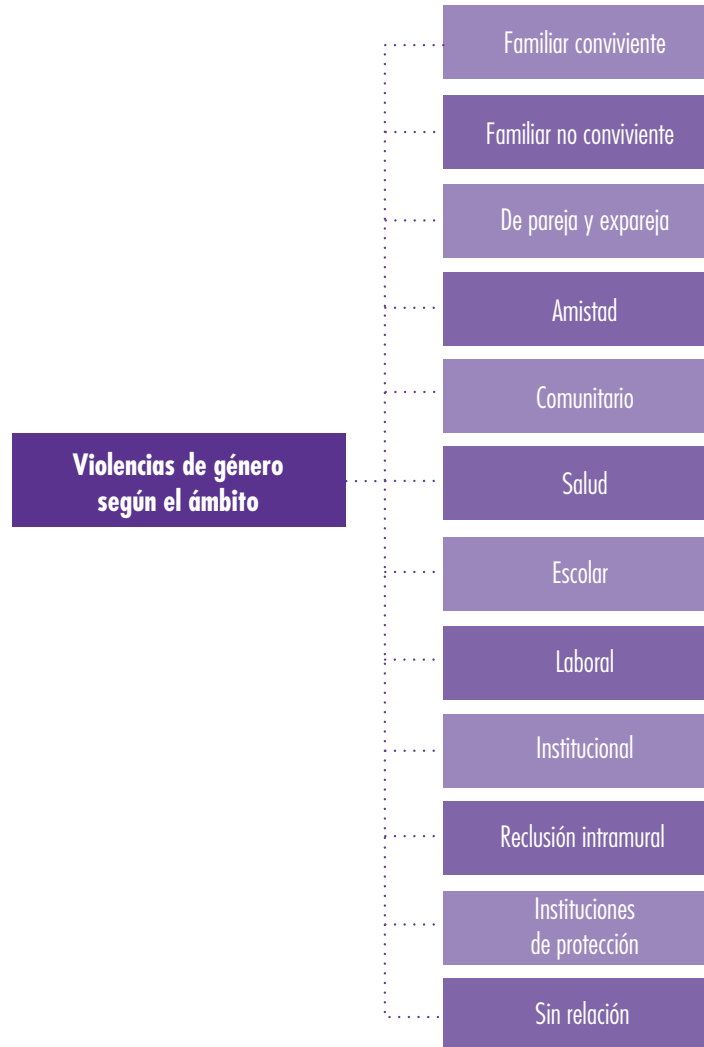 Violencias de género
según el ámbito
Familiar conviviente
Familiar no conviviente
De pareja y expareja
Amistad
Comunitario
Salud
Escolar
Laboral
Institucional
Reclusión intramural
Instituciones
de protección
Sin relación